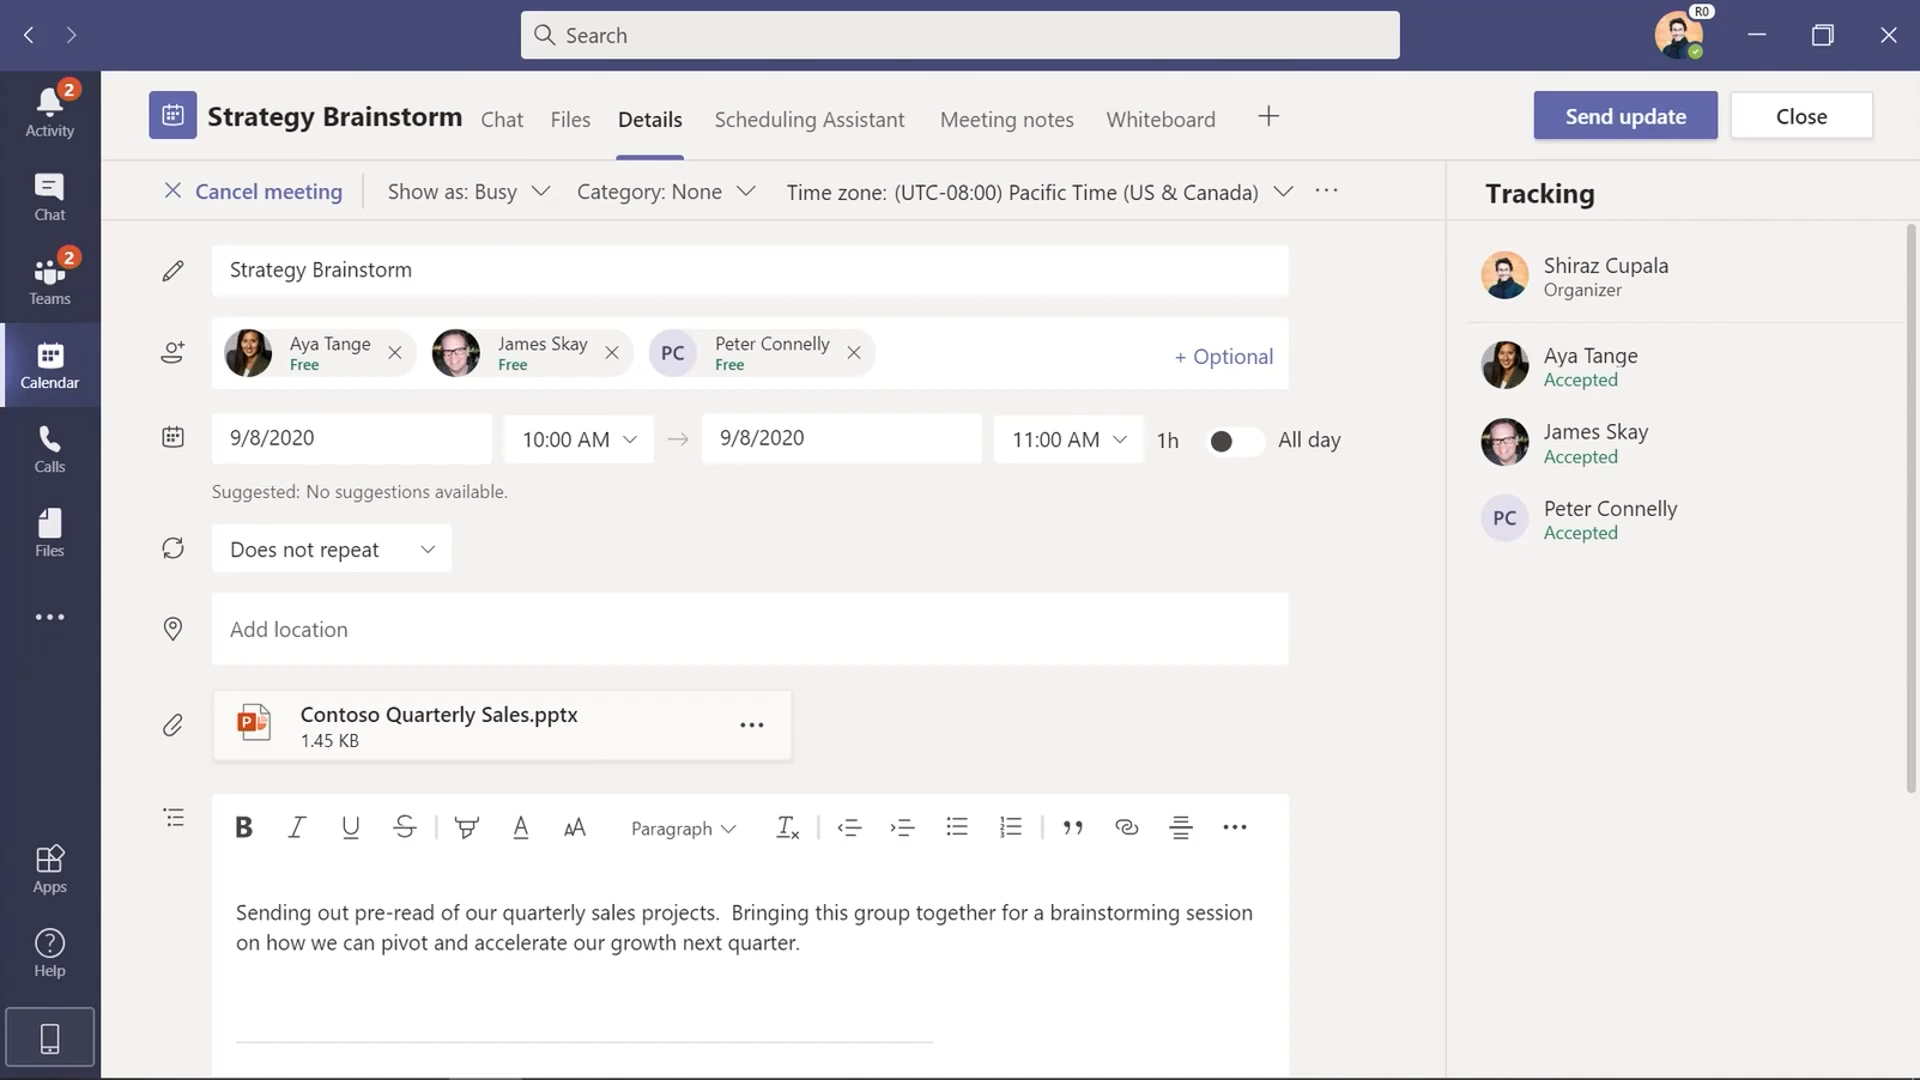 Search
R0
2
Activity
Chat
2
Teams
Calendar
Calls
Files
Apps
Help
Strategy Brainstorm Chat Files Details Scheduling Assistant Meeting notes Whiteboard
Send update Close
Cancel meeting Show as: Busy Category: None Time zone: (UTC-08:00) Pacific Time (US & Canada)
Strategy Brainstorm
Aya Tange
Free
James Skay
Free
PC
Peter Connelly
Free
+ Optional
9/8/2020 10:00 AM → 9/8/2020 11:00 AM 1h All day
Suggested: No suggestions available.
Does not repeat
Add location
P
Contoso Quarterly Sales.pptx
1.45 KB
B I U S A AA Paragraph
Sending out pre-read of our quarterly sales projects. Bringing this group together for a brainstorming session
on how we can pivot and accelerate our growth next quarter.
Tracking
Shiraz Cupala
Organizer
Aya Tange
Accepted
James Skay
Accepted
PC
Peter Connelly
Accepted